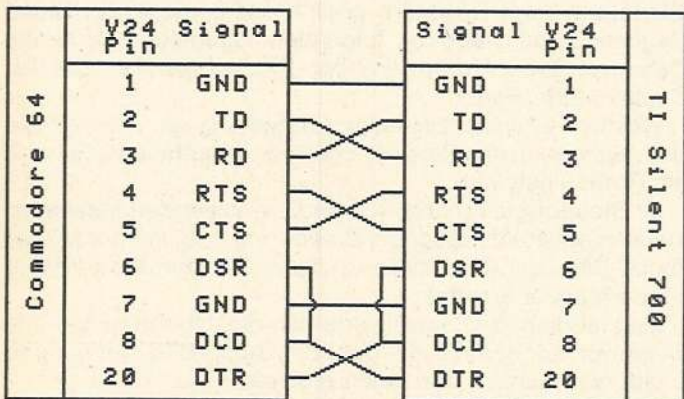 V24 Signal
Pin
1 GND
2 TD
3 RD
4 RTS
5 CTS
6 DSR
7 GND
8 DCD
20 DTR
Commodore 64
Signal V24
Pin
GND 1
TD 2
RD 3
RTS 4
CTS 5
DSR 6
GND 7
DCD 8
DTR 20
TI Silent 700